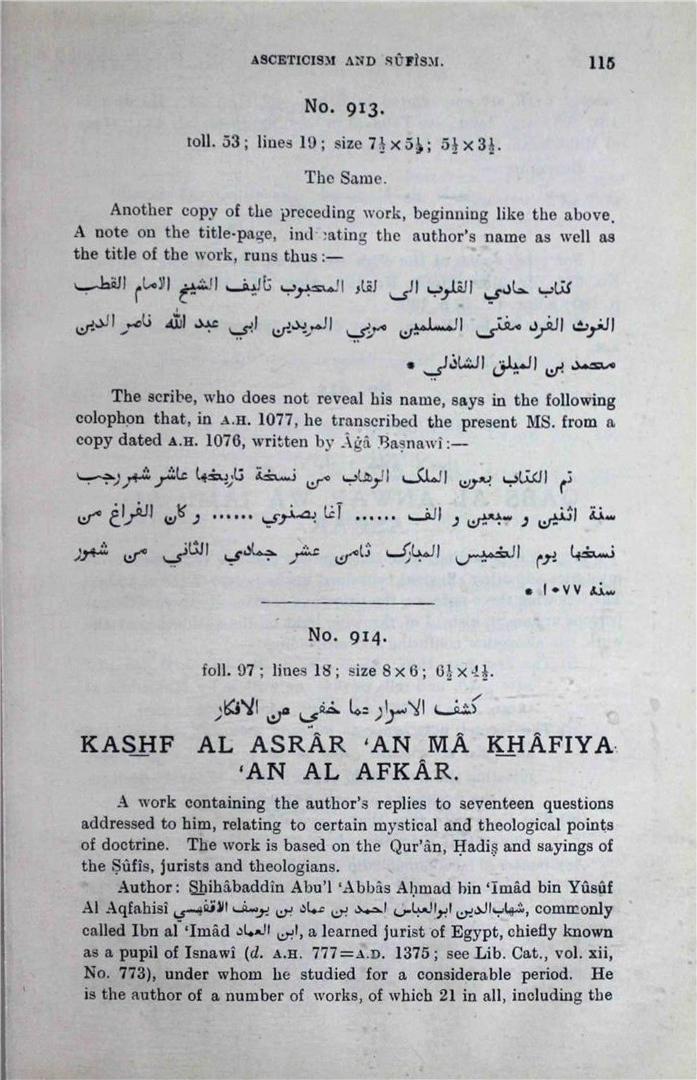 ASCETICISM AND SÛFÎSM. 115
No. 913.
foll. 53; lines 19; size 7½ × 5½; 5½ × 3½.
The Same.
Another copy of the preceding work, beginning like the above.
A note on the title-page, indicating the author's name as well as
the title of the work, runs thus :—
كتاب حادي القلوب الى لقاء المحبوب تأليف الشيخ الامام القطب
الغوث الفرد مفتى المسلمين مربي المريدين ابي عبد الله ناصر الدين
محمد بن الميلق الشاذلي *
The scribe, who does not reveal his name, says in the following
colophon that, in A.H. 1077, he transcribed the present MS. from a
copy dated A.H. 1076, written by Âġâ Baṣnawî :—
تم الكتاب بعون الملك الوهاب من نسخة تاريخها عاشر شهر رجب
سنة اثنين و سبعين و الف ...... آغا بصنوي ...... و كان الفراغ من
نسخها يوم الخميس المبارك ثامن عشر جمادي الثاني من شهور
سنه ١٠٧٧ *
No. 914.
foll. 97; lines 18; size 8 × 6; 6½ × 4½.
كشف الاسرار عما خفي عن الافكار
KASHF AL ASRÂR ‘AN MÂ KHÂFIYA
‘AN AL AFKÂR.
A work containing the author's replies to seventeen questions
addressed to him, relating to certain mystical and theological points
of doctrine. The work is based on the Qur'ân, Ḥadiṣ and sayings of
the Ṣûfîs, jurists and theologians.
Author: Shihâbaddîn Abu'l ‘Abbâs Aḥmad bin ‘Imâd bin Yûsûf
Al Aqfahisî شهاب الدين ابو العباس احمد بن عماد بن يوسف الاقفهسي, commonly
called Ibn al ‘Imâd ابن العماد, a learned jurist of Egypt, chiefly known
as a pupil of Isnawî (d. A.H. 777=A.D. 1375; see Lib. Cat., vol. xii,
No. 773), under whom he studied for a considerable period. He
is the author of a number of works, of which 21 in all, including the